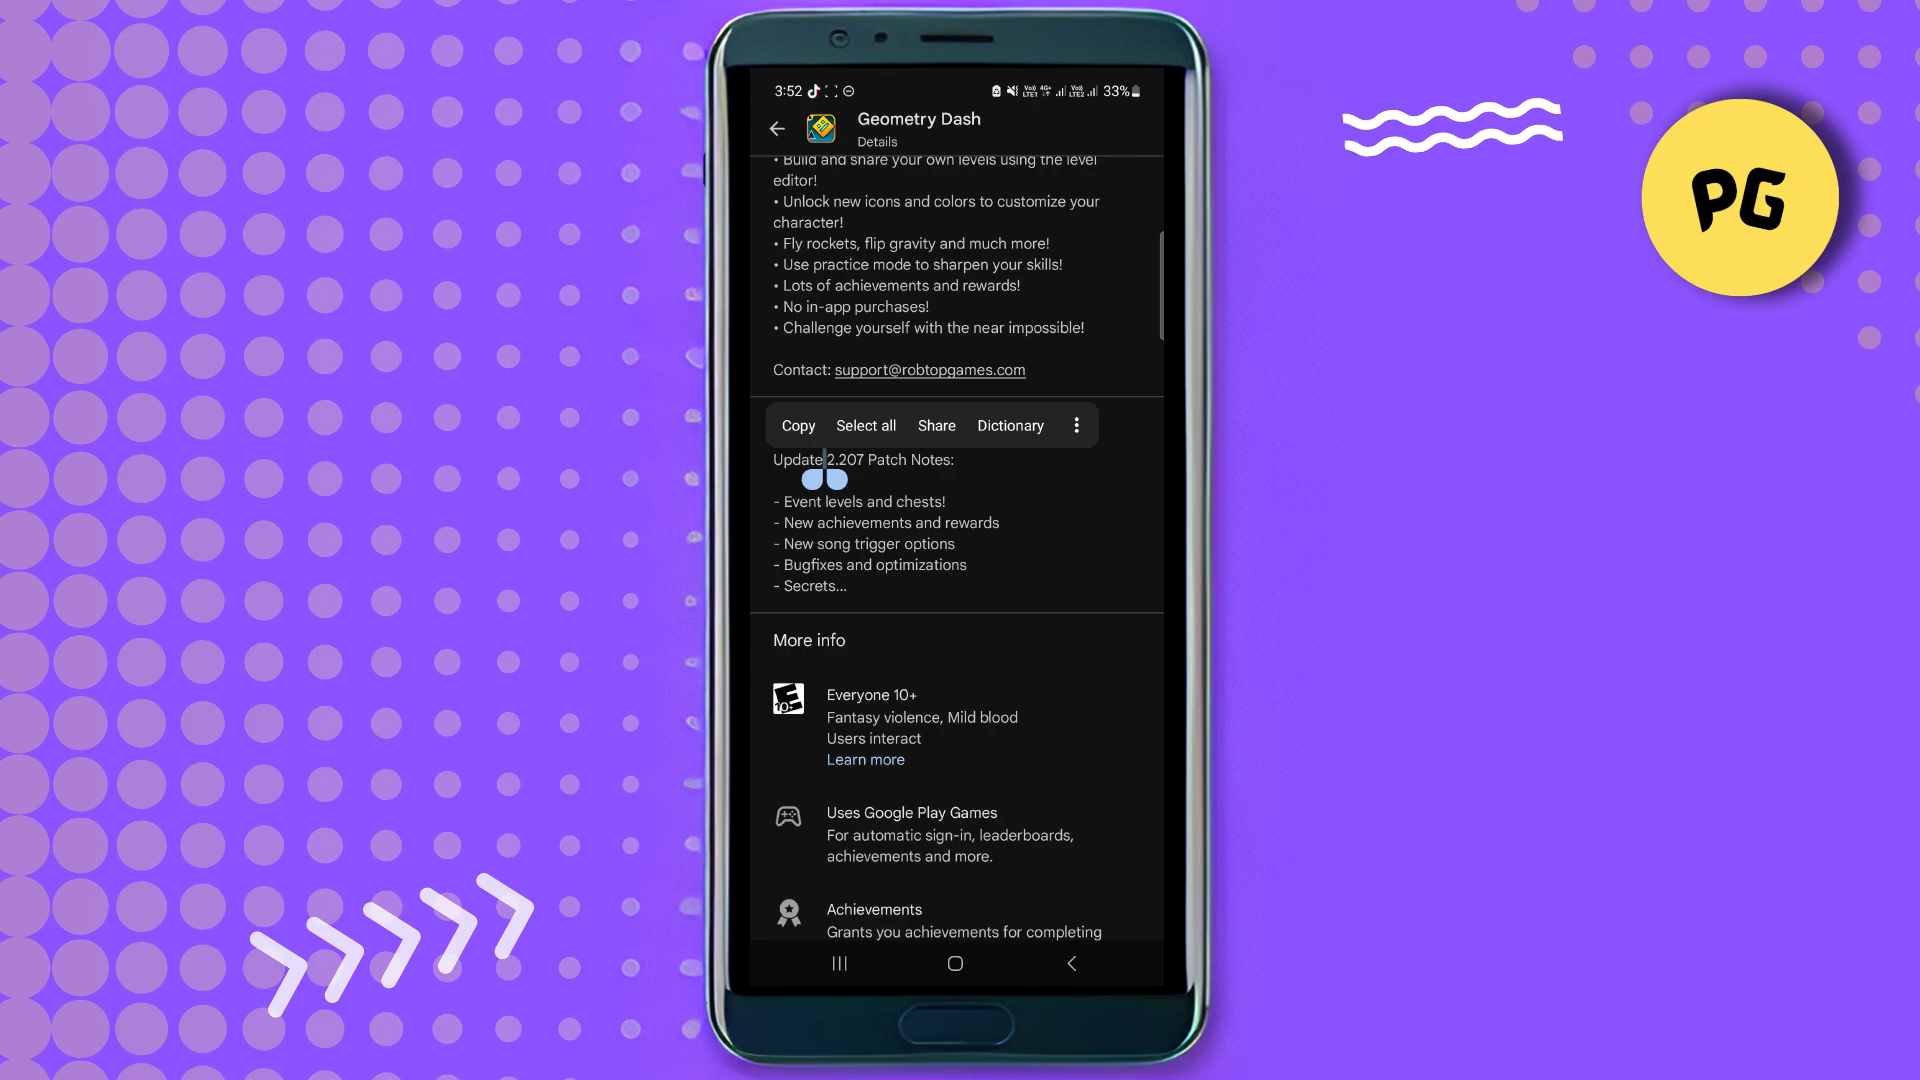 3:52
33%
Geometry Dash
Details
• Build and share your own levels using the level
editor!
• Unlock new icons and colors to customize your
character!
• Fly rockets, flip gravity and much more!
• Use practice mode to sharpen your skills!
• Lots of achievements and rewards!
• No in-app purchases!
• Challenge yourself with the near impossible!
Contact: support@robtopgames.com
Copy Select all Share Dictionary
Update 2.207 Patch Notes:
- Event levels and chests!
- New achievements and rewards
- New song trigger options
- Bugfixes and optimizations
- Secrets...
More info
Everyone 10+
Fantasy violence, Mild blood
Users interact
Learn more
Uses Google Play Games
For automatic sign-in, leaderboards,
achievements and more.
Achievements
Grants you achievements for completing
PG